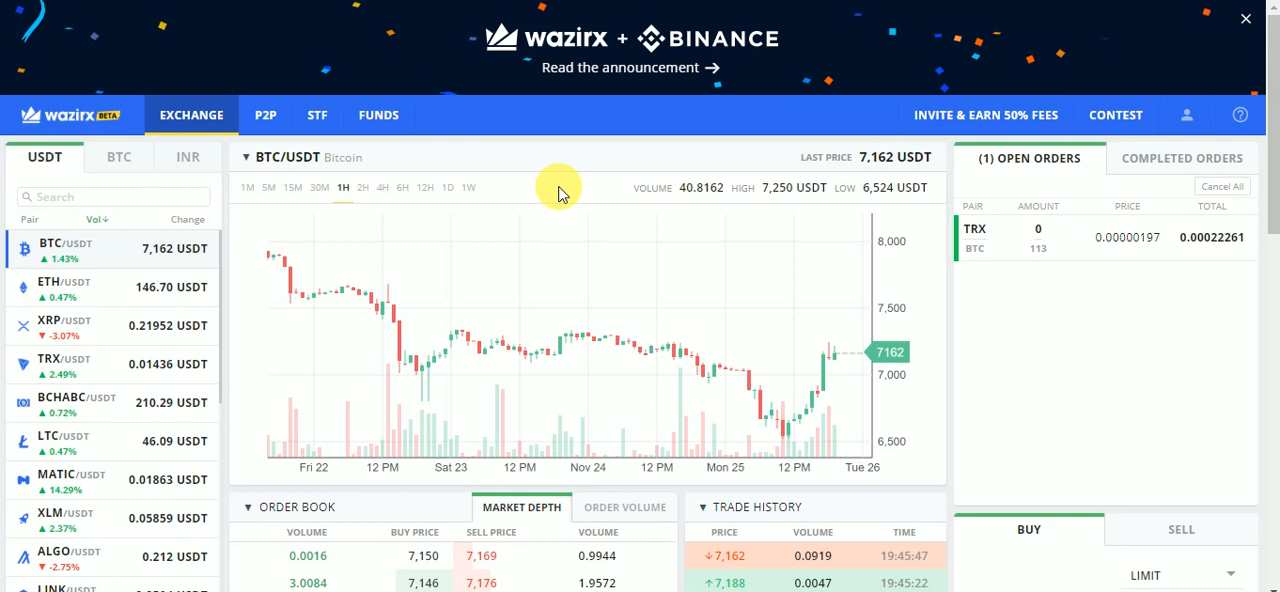 wazirx + BINANCE
Read the announcement →
wazirx BETA EXCHANGE P2P STF FUNDS INVITE & EARN 50% FEES CONTEST
USDT BTC INR
Search
Pair Vol↓ Change
BTC/USDT 7,162 USDT
▲ 1.43%
ETH/USDT 146.70 USDT
▲ 0.47%
XRP/USDT 0.21952 USDT
▼ -3.07%
TRX/USDT 0.01436 USDT
▲ 2.49%
BCHABC/USDT 210.29 USDT
▲ 0.72%
LTC/USDT 46.09 USDT
▲ 0.47%
MATIC/USDT 0.01863 USDT
▲ 14.29%
XLM/USDT 0.05859 USDT
▲ 2.37%
ALGO/USDT 0.212 USDT
▼ -2.75%
▼ BTC/USDT Bitcoin LAST PRICE 7,162 USDT
1M 5M 15M 30M 1H 2H 4H 6H 12H 1D 1W VOLUME 40.8162 HIGH 7,250 USDT LOW 6,524 USDT
8,000
7,500
7162
7,000
6,500
Fri 22 12 PM Sat 23 12 PM Nov 24 12 PM Mon 25 12 PM Tue 26
▼ ORDER BOOK MARKET DEPTH ORDER VOLUME
VOLUME BUY PRICE SELL PRICE VOLUME
0.0016 7,150 7,169 0.9944
3.0084 7,146 7,176 1.9572
▼ TRADE HISTORY
PRICE VOLUME TIME
↓7,162 0.0919 19:45:47
↑7,188 0.0047 19:45:22
(1) OPEN ORDERS COMPLETED ORDERS
Cancel All
PAIR AMOUNT PRICE TOTAL
TRX 0 0.00000197 0.00022261
BTC 113
BUY SELL
LIMIT